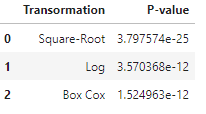 Transormation P-value
0 Square-Root 3.797574e-25
1 Log 3.570368e-12
2 Box Cox 1.524963e-12